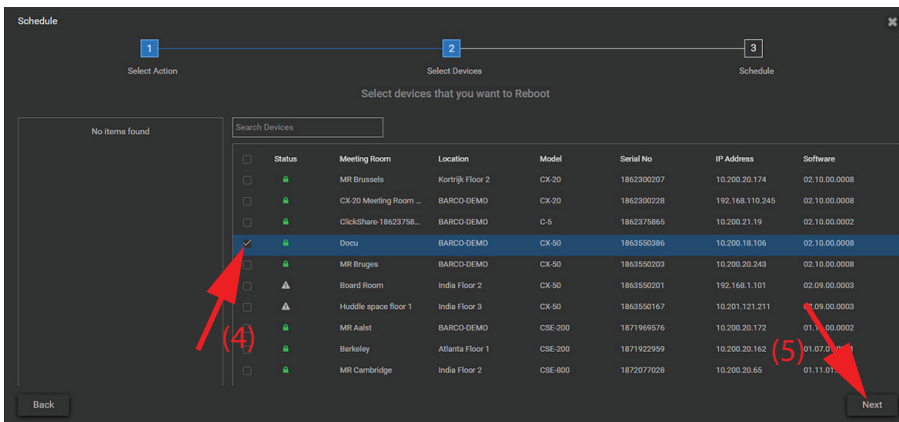 Schedule
1
2
3
Select Action
Select Devices
Schedule
Select devices that you want to Reboot
No items found
Search Devices
Status Meeting Room Location Model Serial No IP Address Software
MR Brussels Kortrijk Floor 2 CX-20 1862300207 10.200.20.174 02.10.00.0008
CX-20 Meeting Room ... BARCO-DEMO CX-20 1862300228 192.168.110.245 02.10.00.0008
ClickShare-18623758... BARCO-DEMO C-5 1862375865 10.200.21.19 02.10.00.0002
Docu BARCO-DEMO CX-50 1863550386 10.200.18.106 02.10.00.0008
MR Bruges BARCO-DEMO CX-50 1863550203 10.200.20.243 02.10.00.0008
Board Room India Floor 2 CX-50 1863550201 192.168.1.101 02.09.00.0003
Huddle space floor 1 India Floor 3 CX-50 1863550167 10.201.121.211 02.09.00.0003
MR Aalst BARCO-DEMO CSE-200 1871969576 10.200.20.172
Berkeley Atlanta Floor 1 CSE-200 1871922959 10.200.20.162
MR Cambridge India Floor 2 CSE-800 1872077028 10.200.20.65
(4)
(5)
Back
Next